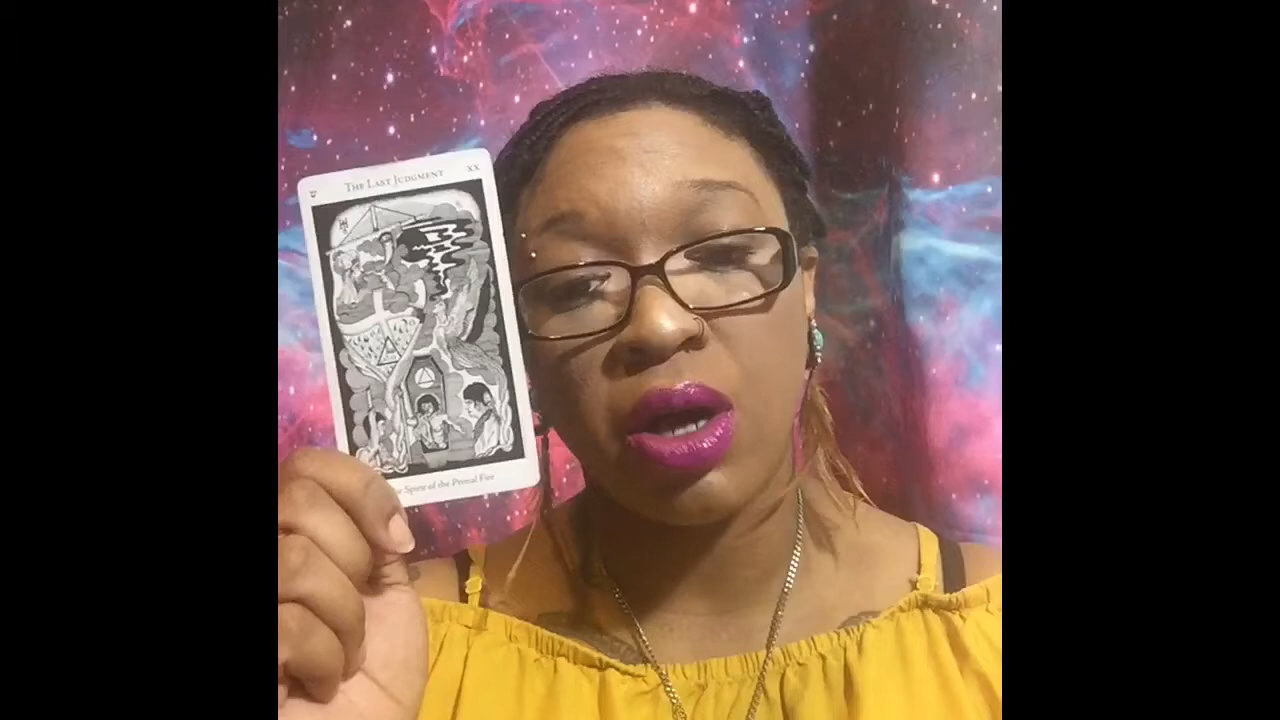 THE LAST JUDGMENT
XX
Spirit of the Primal Fire